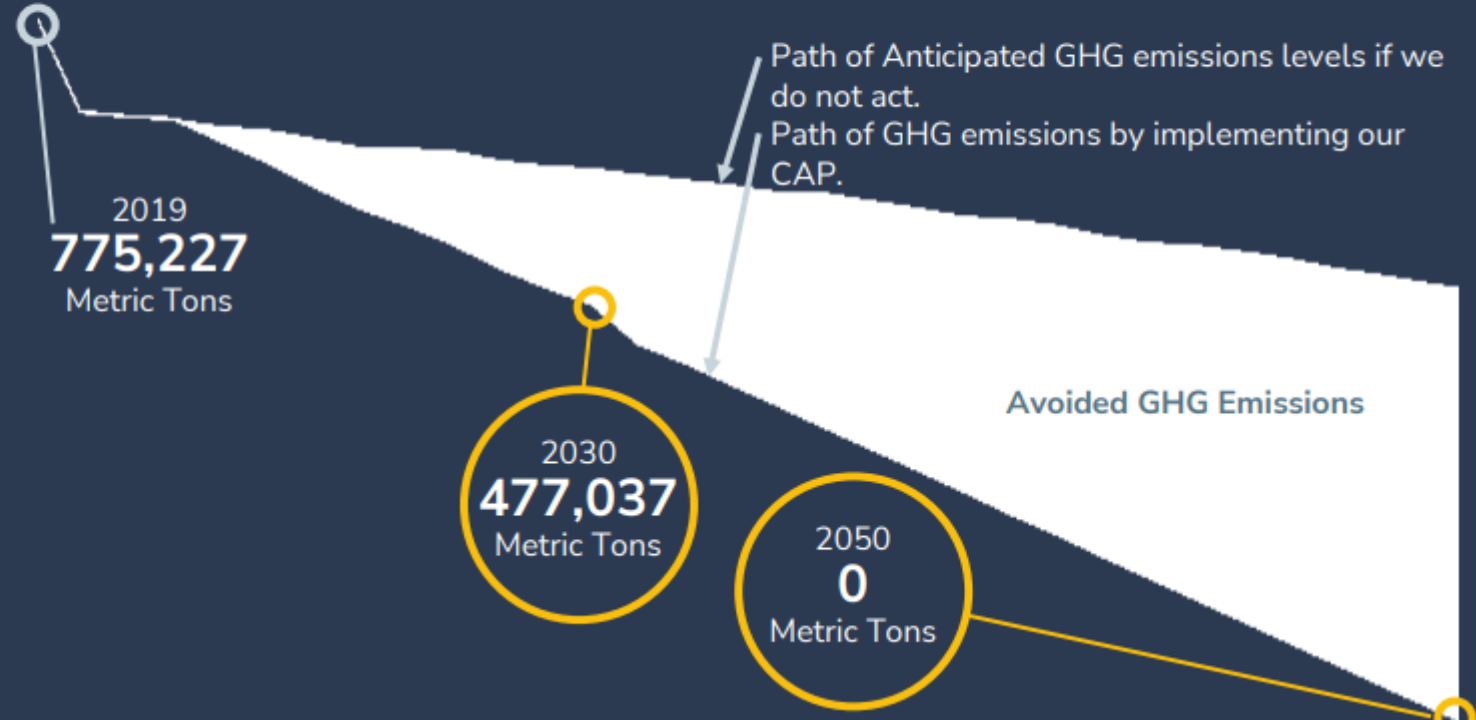 Path of Anticipated GHG emissions levels if we
do not act.
Path of GHG emissions by implementing our
CAP.
2019
775,227
Metric Tons
Avoided GHG Emissions
2030
477,037
Metric Tons
2050
0
Metric Tons